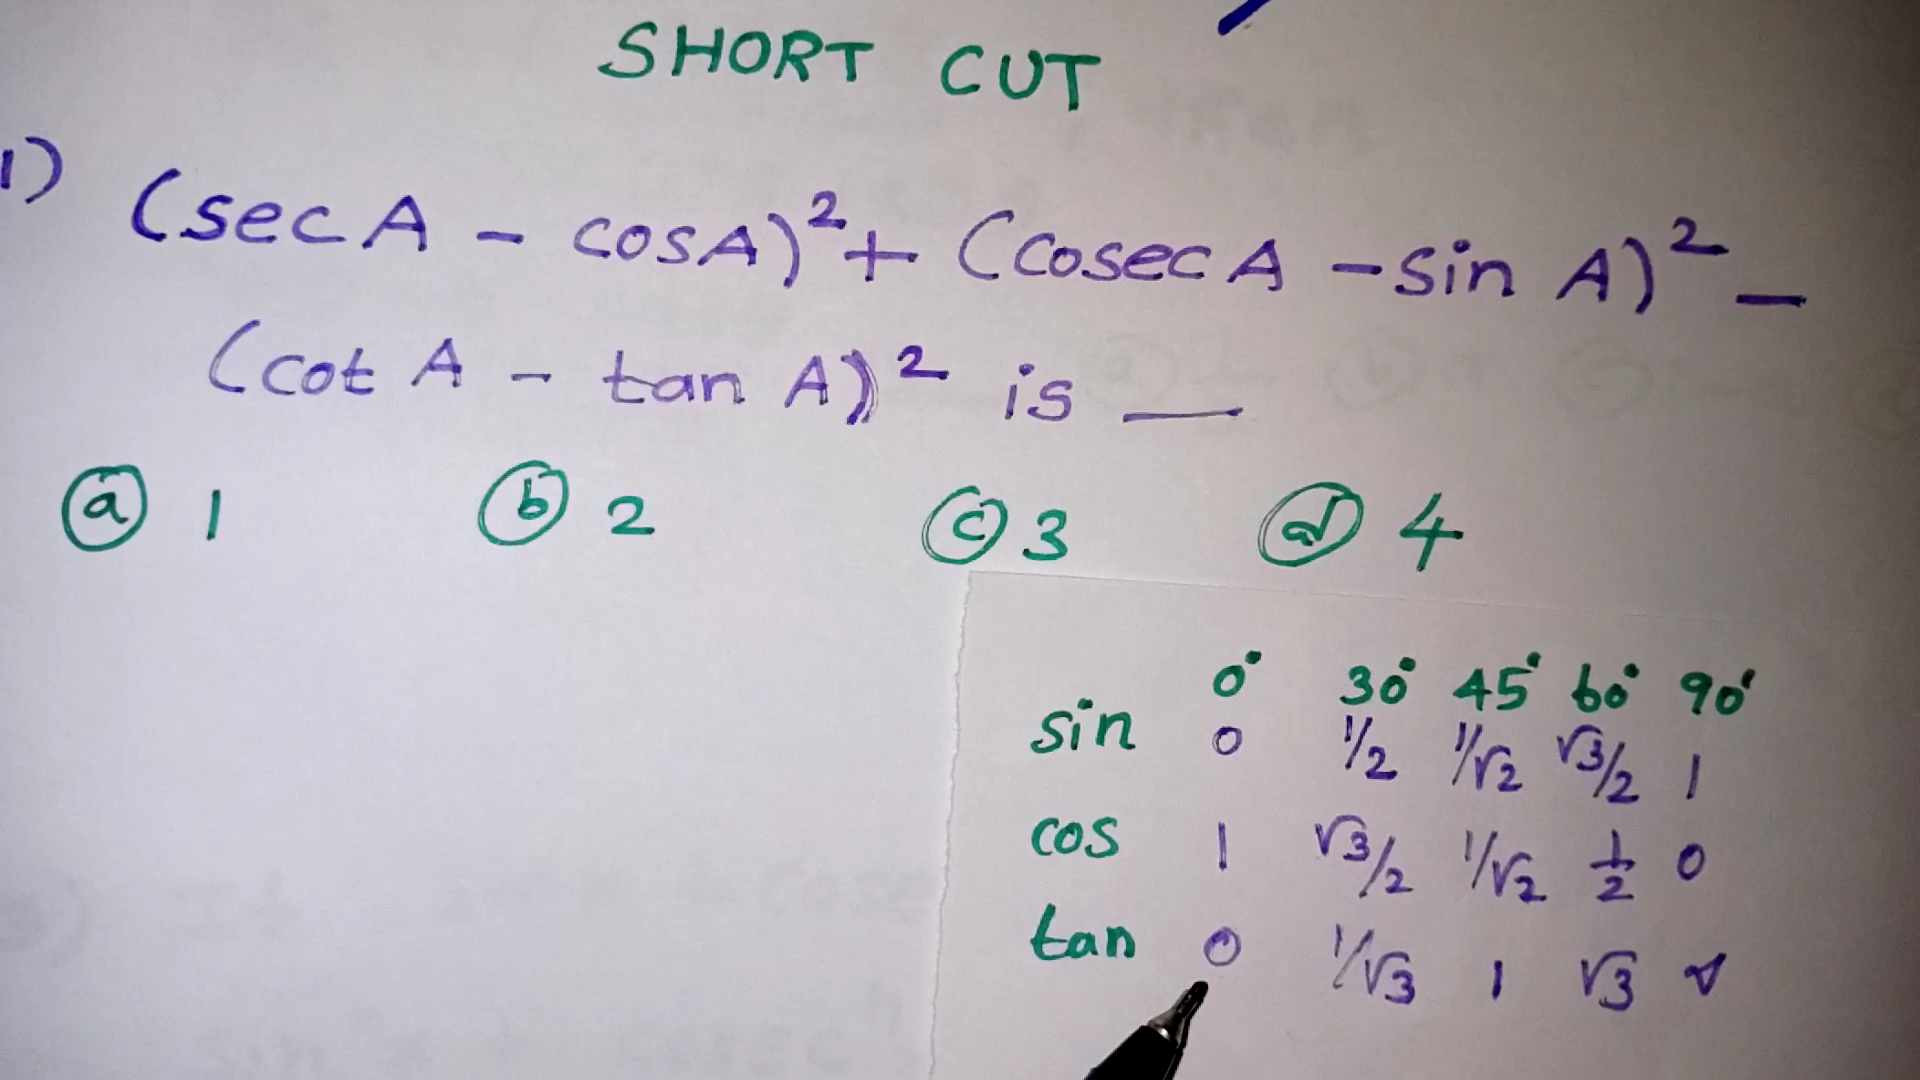 SHORT CUT
1) (sec A - cosA)² + (cosec A - sin A)² -
(cot A - tan A)² is __
ⓐ 1 ⓑ 2 ⓒ 3 ⓓ 4
0° 30° 45° 60° 90°
sin 0 1/2 1/√2 √3/2 1
cos 1 √3/2 1/√2 1/2 0
tan 0 1/√3 1 √3